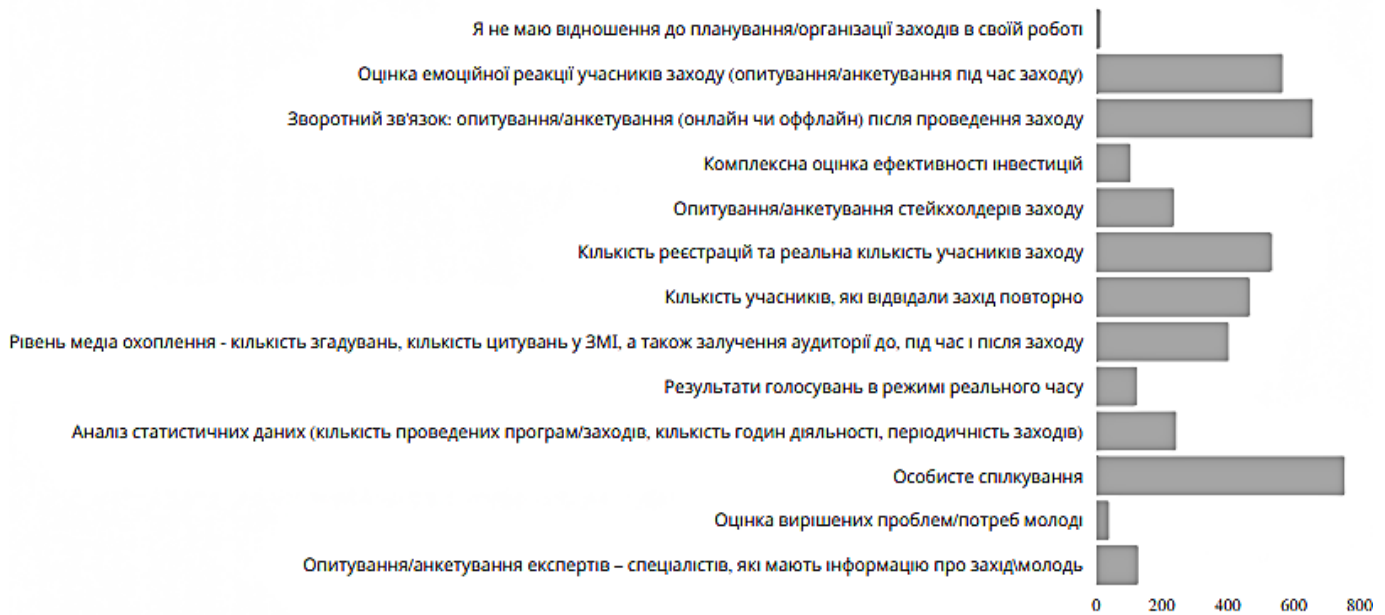 Я не маю відношення до планування/організації заходів в своїй роботі
Оцінка емоційної реакції учасників заходу (опитування/анкетування під час заходу)
Зворотний зв'язок: опитування/анкетування (онлайн чи оффлайн) після проведення заходу
Комплексна оцінка ефективності інвестицій
Опитування/анкетування стейкхолдерів заходу
Кількість реєстрацій та реальна кількість учасників заходу
Кількість учасників, які відвідали захід повторно
Рівень медіа охоплення - кількість згадувань, кількість цитувань у ЗМІ, а також залучення аудиторії до, під час і після заходу
Результати голосувань в режимі реального часу
Аналіз статистичних даних (кількість проведених програм/заходів, кількість годин діяльності, періодичність заходів)
Особисте спілкування
Оцінка вирішених проблем/потреб молоді
Опитування/анкетування експертів – спеціалістів, які мають інформацію про захід\молодь
0 200 400 600 800